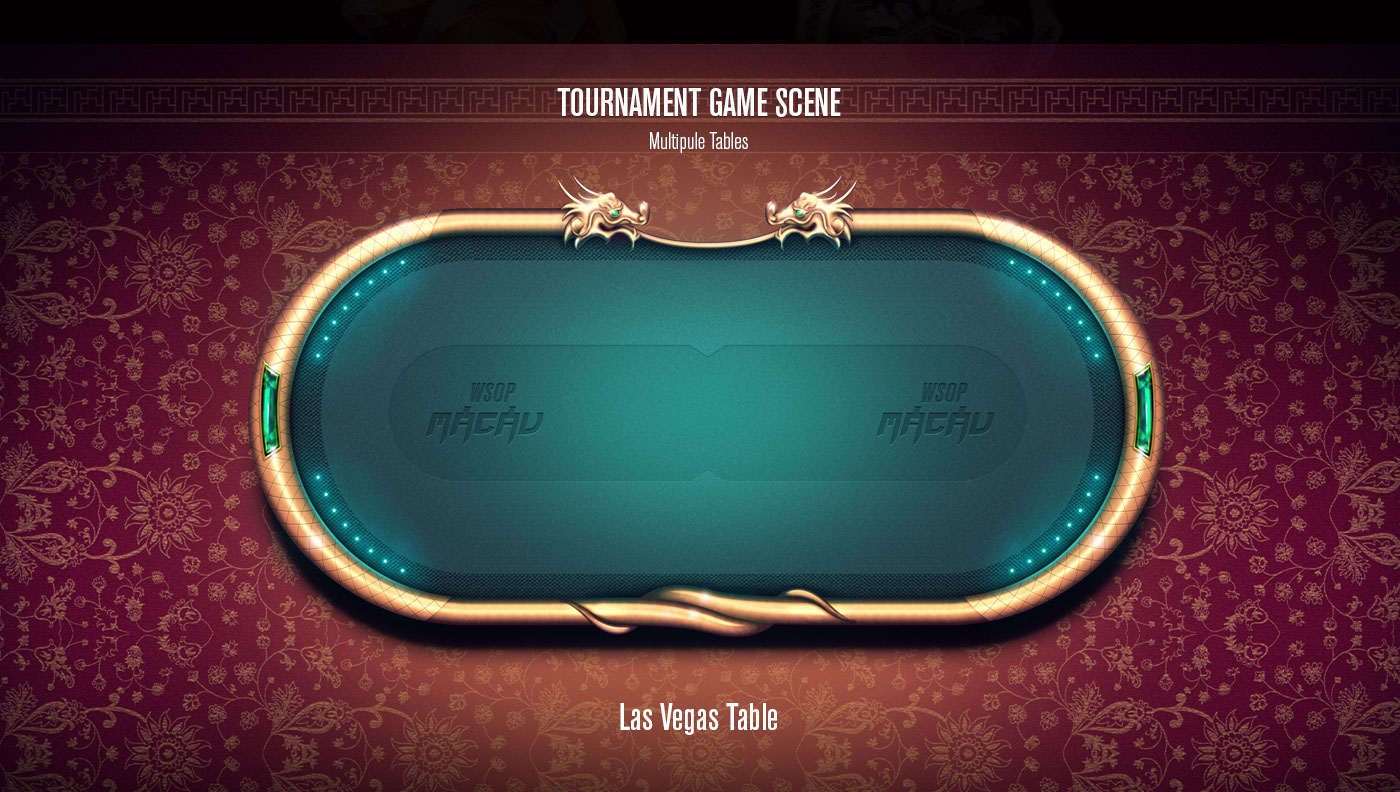 TOURNAMENT GAME SCENE
Multipule Tables
WSOP
MACAU
WSOP
MACAU
Las Vegas Table